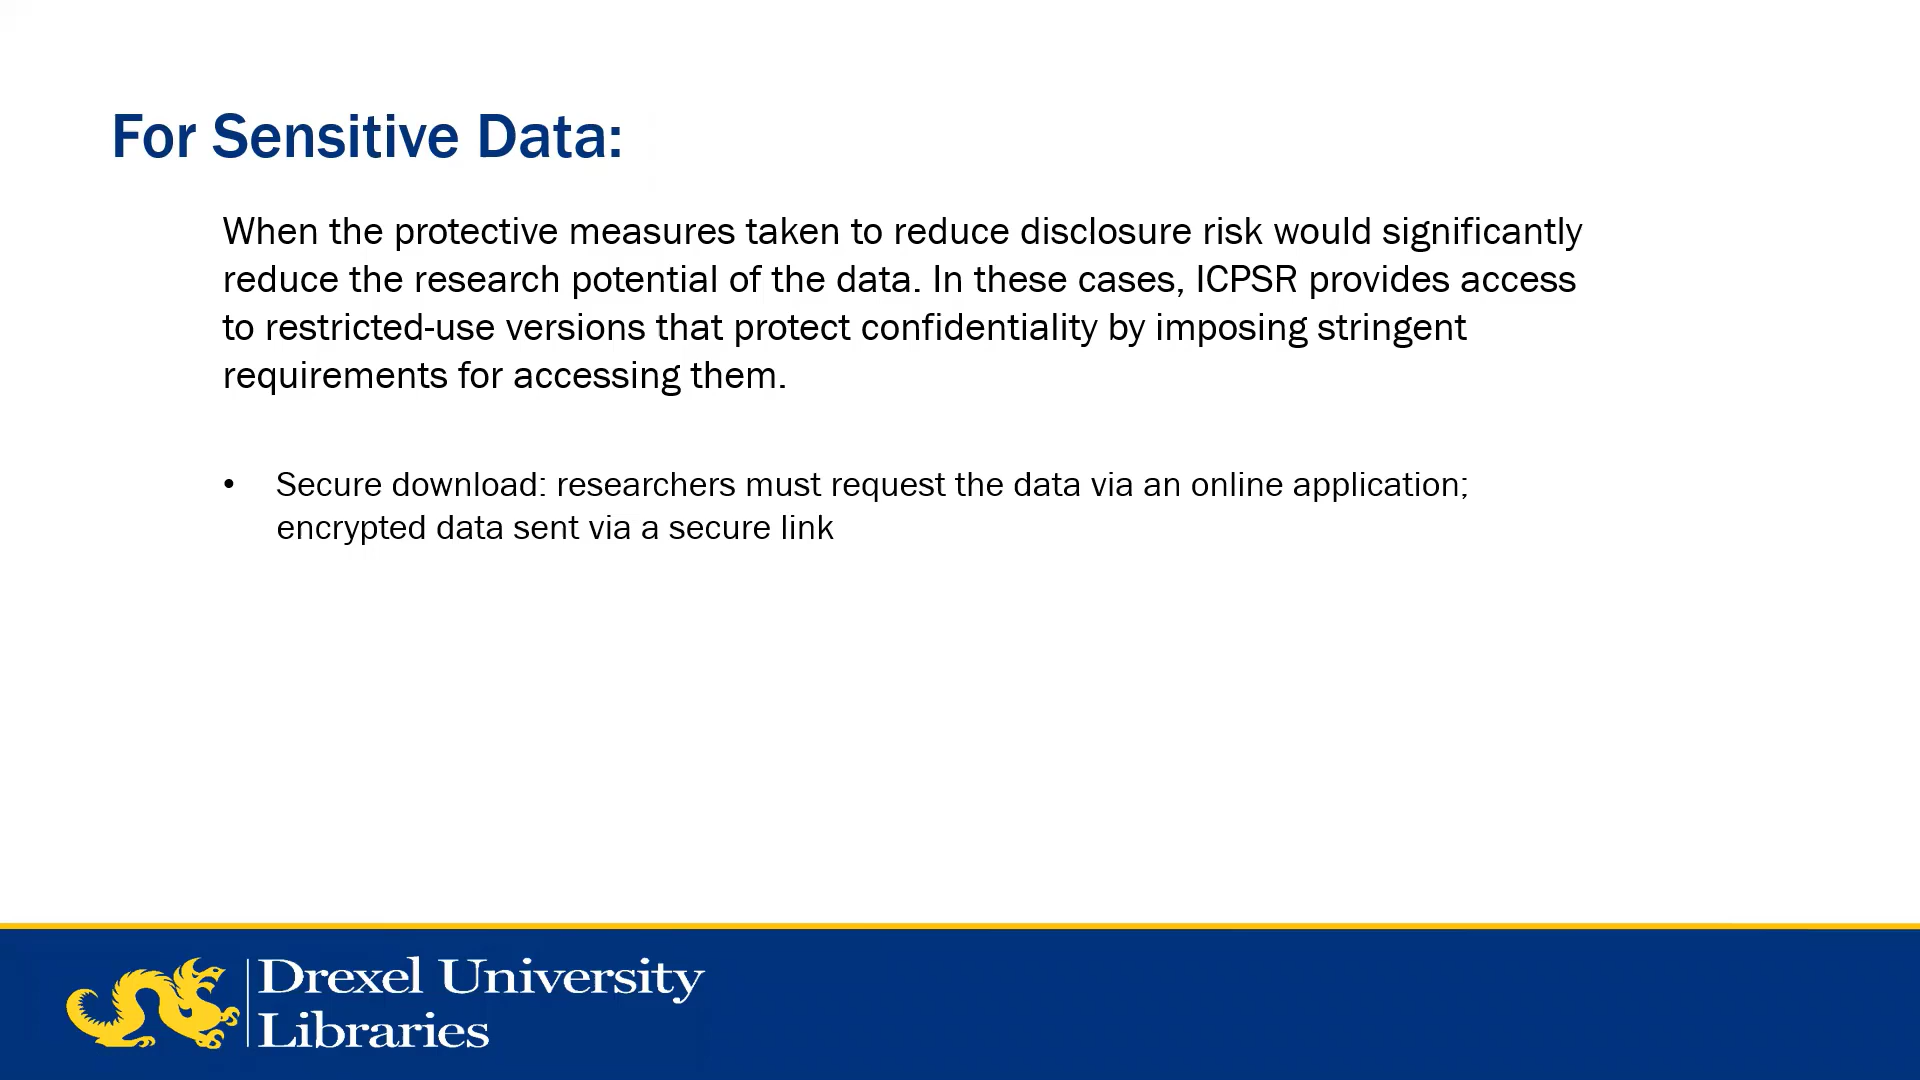 For Sensitive Data:
When the protective measures taken to reduce disclosure risk would significantly
reduce the research potential of the data. In these cases, ICPSR provides access
to restricted-use versions that protect confidentiality by imposing stringent
requirements for accessing them.
• Secure download: researchers must request the data via an online application;
encrypted data sent via a secure link
Drexel University
Libraries